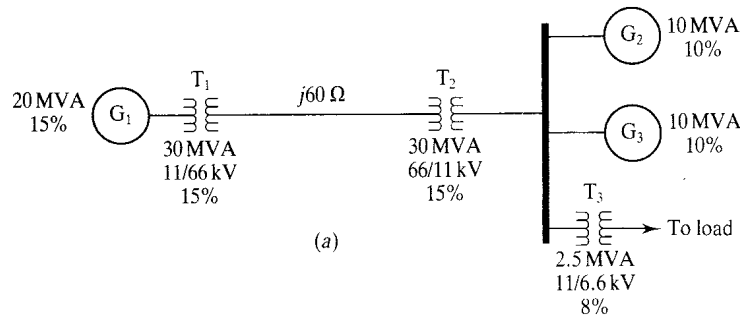 20 MVA
15%
G1
T1
30 MVA
11/66 kV
15%
j60 Ω
T2
30 MVA
66/11 kV
15%
G2
10 MVA
10%
G3
10 MVA
10%
T3
To load
2.5 MVA
11/6.6 kV
8%
(a)